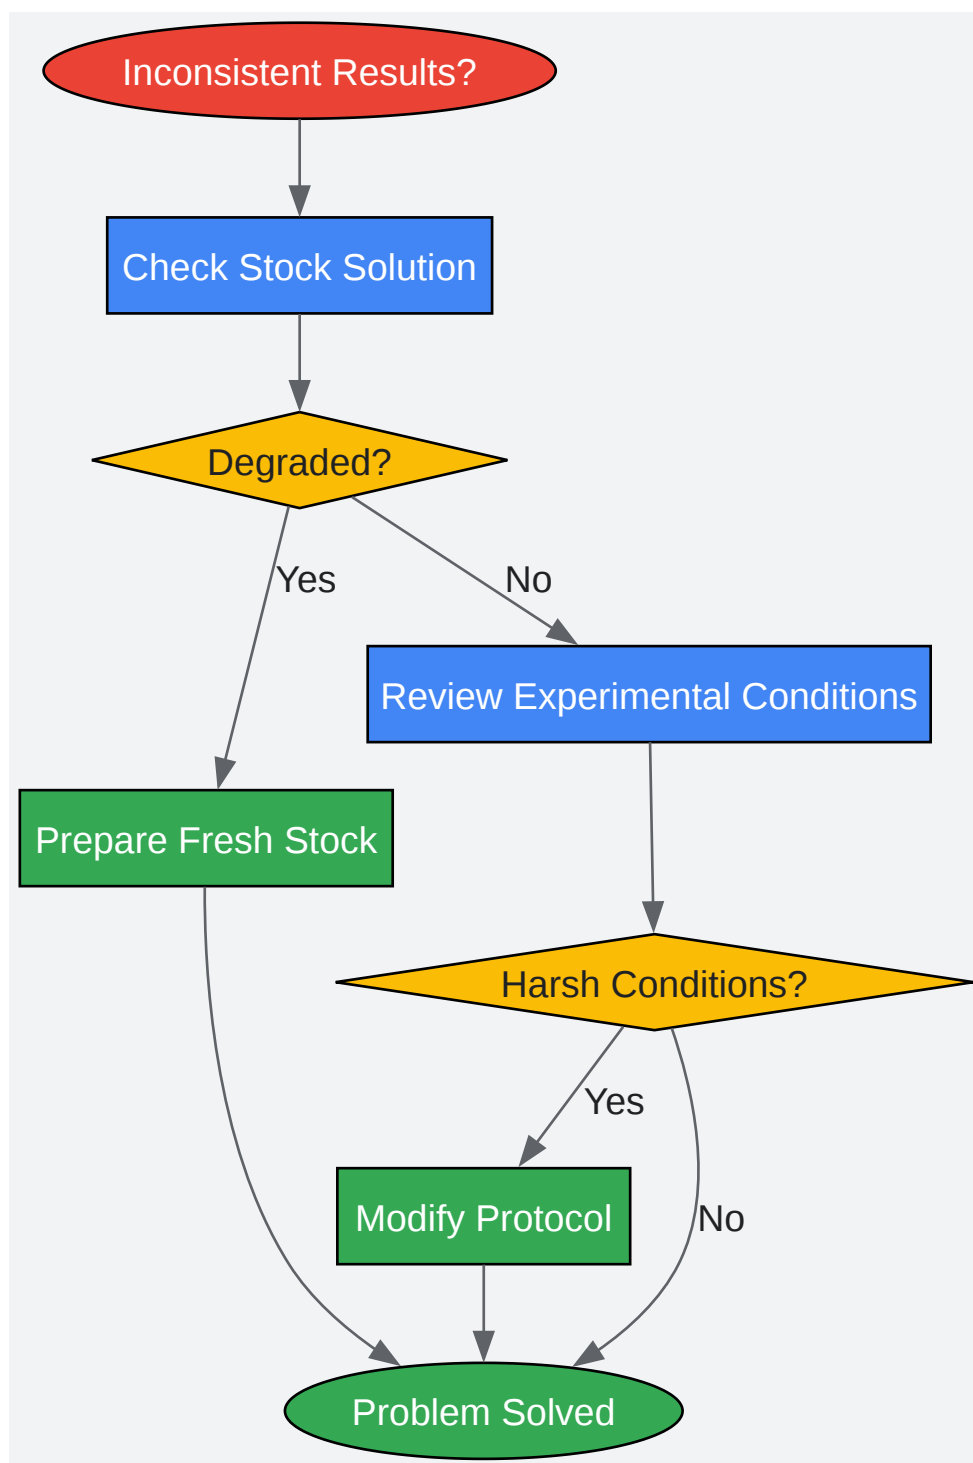 Inconsistent Results?
Check Stock Solution
Degraded?
Yes
No
Review Experimental Conditions
Prepare Fresh Stock
Harsh Conditions?
Yes
Modify Protocol
No
Problem Solved